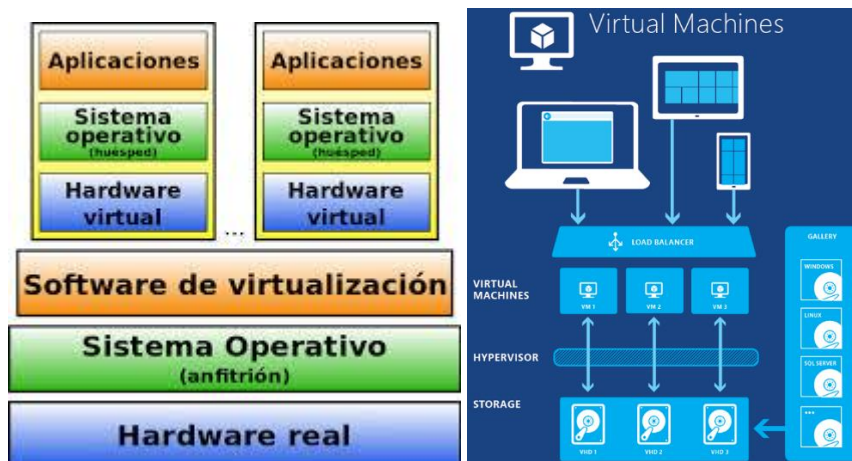 Aplicaciones
Sistema
operativo
(huésped)
Hardware
virtual
...
Aplicaciones
Sistema
operativo
(huésped)
Hardware
virtual
Software de virtualización
Sistema Operativo
(anfitrión)
Hardware real
Virtual Machines
LOAD BALANCER
VIRTUAL
MACHINES
VM 1
VM 2
VM 3
HYPERVISOR
STORAGE
VHD 1
VHD 2
VHD 3
GALLERY
WINDOWS
LINUX
SQL SERVER
...